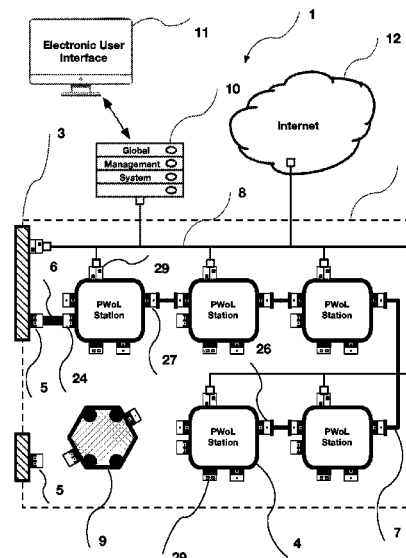 11
1
12
Electronic User
Interface
10
3
Global
Management
System
Internet
8
6
29
PWoL
Station
PWoL
Station
PWoL
Station
5
24
27
26
PWoL
Station
PWoL
Station
5
9
29
4
7